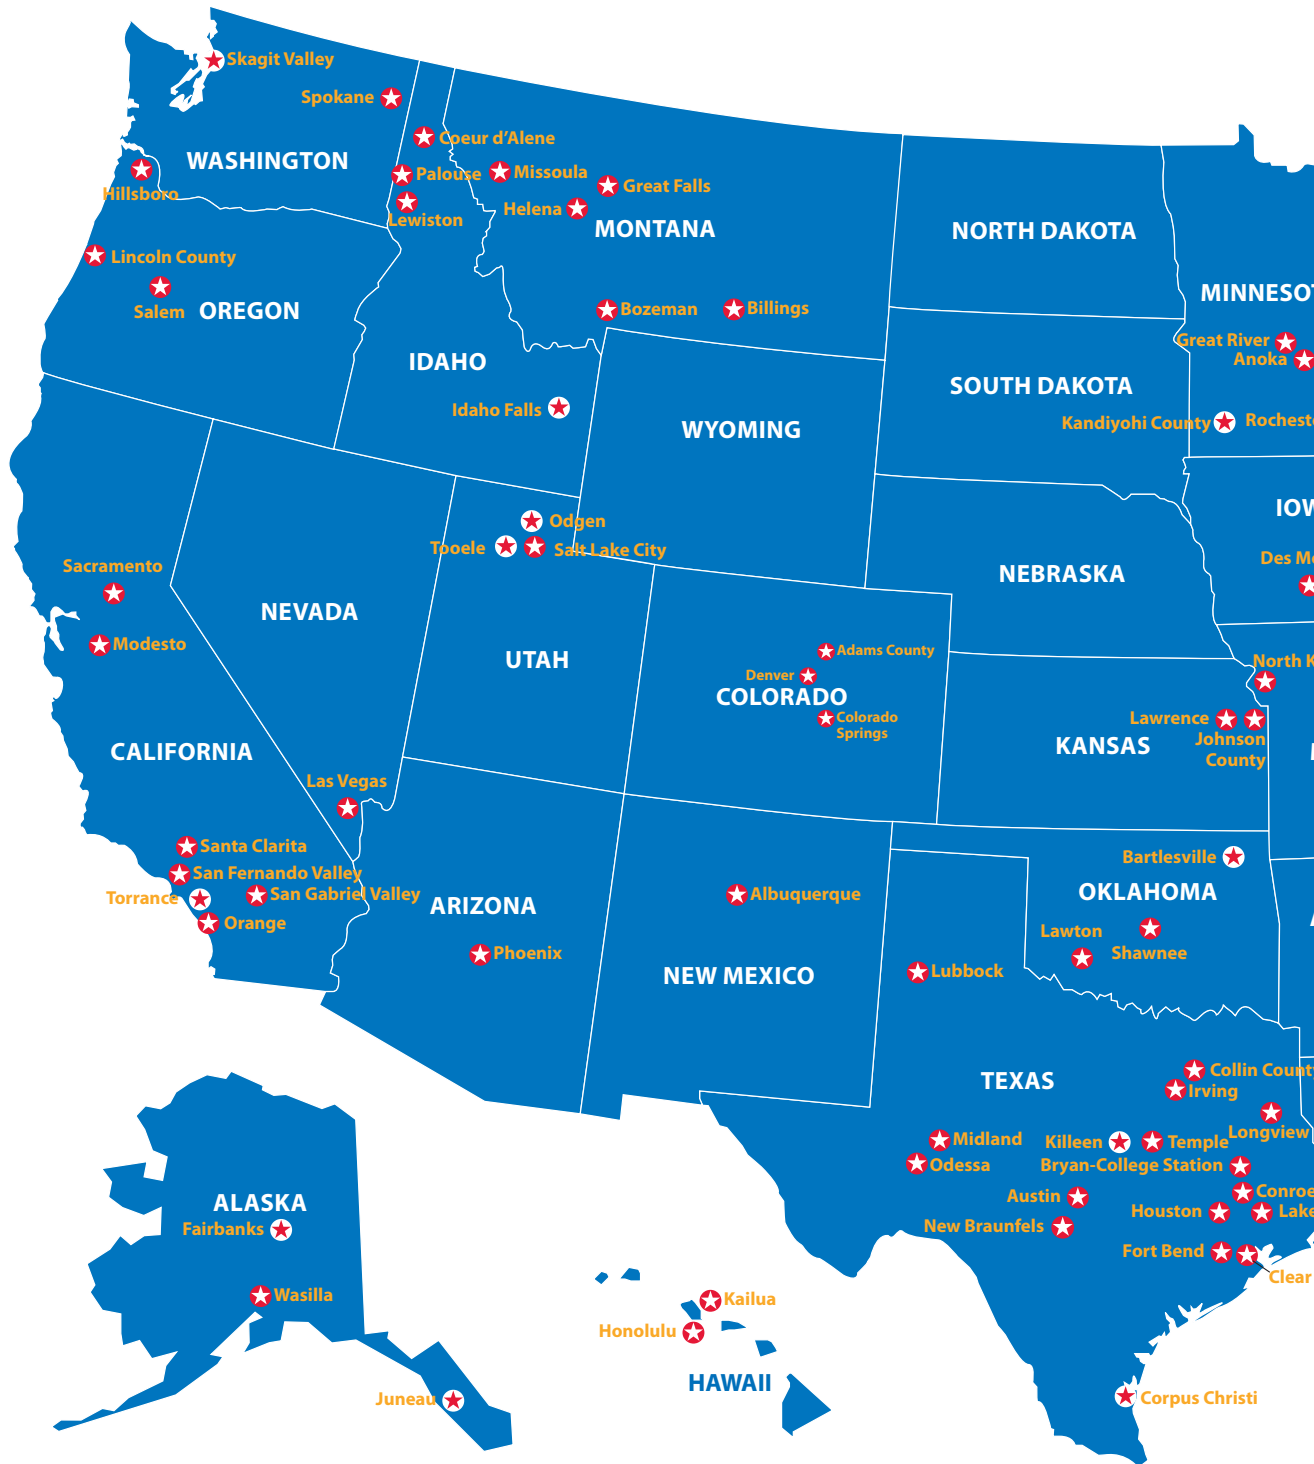 Skagit Valley
Spokane
Coeur d’Alene
WASHINGTON
Palouse
Missoula
Great Falls
Hillsboro
Lewiston
Helena
MONTANA
NORTH DAKOTA
Lincoln County
Salem
OREGON
MINNESOT
Bozeman
Billings
Great River
Anoka
IDAHO
SOUTH DAKOTA
Idaho Falls
WYOMING
Kandiyohi County
Rocheste
IOW
Odgen
Tooele
Salt Lake City
Des Mo
Sacramento
NEBRASKA
NEVADA
Modesto
UTAH
Adams County
North K
Denver
COLORADO
Colorado
Springs
Lawrence
Johnson
County
KANSAS
CALIFORNIA
Las Vegas
Santa Clarita
San Fernando Valley
Torrance
San Gabriel Valley
Orange
ARIZONA
Albuquerque
Bartlesville
OKLAHOMA
Lawton
Shawnee
Phoenix
NEW MEXICO
Lubbock
TEXAS
Collin County
Irving
Longview
Midland
Killeen
Temple
Odessa
Bryan-College Station
Austin
Conroe
Houston
Lake
New Braunfels
Fort Bend
Clear
ALASKA
Fairbanks
Wasilla
Kailua
Honolulu
HAWAII
Juneau
Corpus Christi